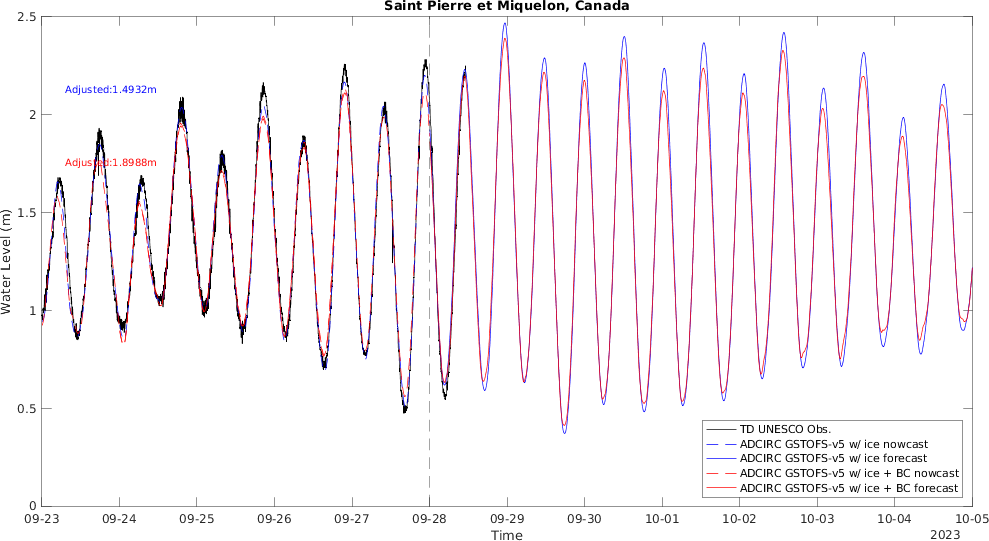 Saint Pierre et Miquelon, Canada
2.5
Adjusted:1.4932m
2
Adjusted:1.8988m
1.5
Water Level (m)
1
0.5
TD UNESCO Obs.
ADCIRC GSTOFS-v5 w/ ice nowcast
ADCIRC GSTOFS-v5 w/ ice forecast
ADCIRC GSTOFS-v5 w/ ice + BC nowcast
ADCIRC GSTOFS-v5 w/ ice + BC forecast
0
09-23 09-24 09-25 09-26 09-27 09-28 09-29 09-30 10-01 10-02 10-03 10-04 10-05
Time
2023